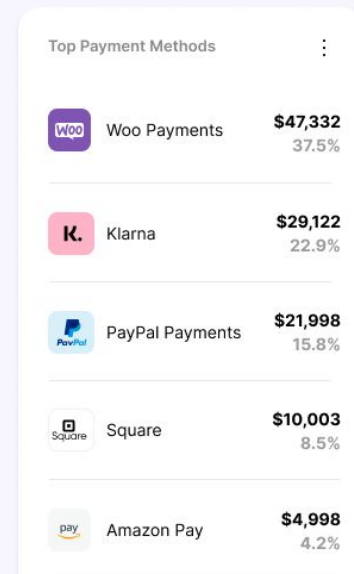 Top Payment Methods
Woo
Woo Payments
$47,332
37.5%
K.
Klarna
$29,122
22.9%
PayPal
PayPal Payments
$21,998
15.8%
Square
Square
$10,003
8.5%
pay
Amazon Pay
$4,998
4.2%